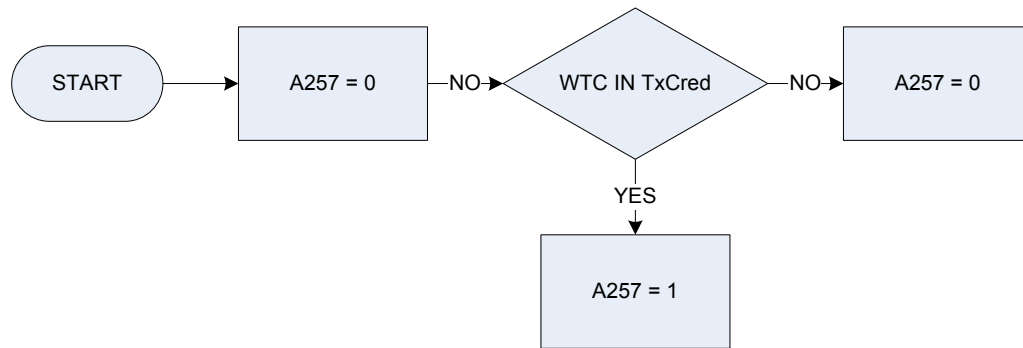 START
A257 = 0
NO
WTC IN TxCred
NO
A257 = 0
YES
A257 = 1